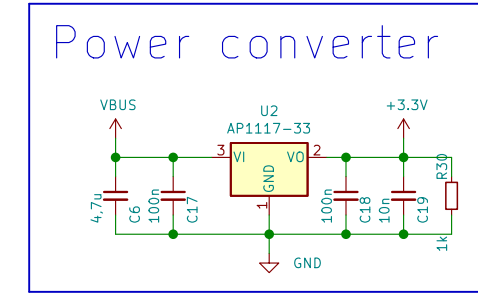 Power converter
VBUS
U2
AP1117-33
+3.3V
3
VI
VO
2
GND
1
4,7u
C6
100n
C17
100n
C18
10n
C19
R30
1k
GND